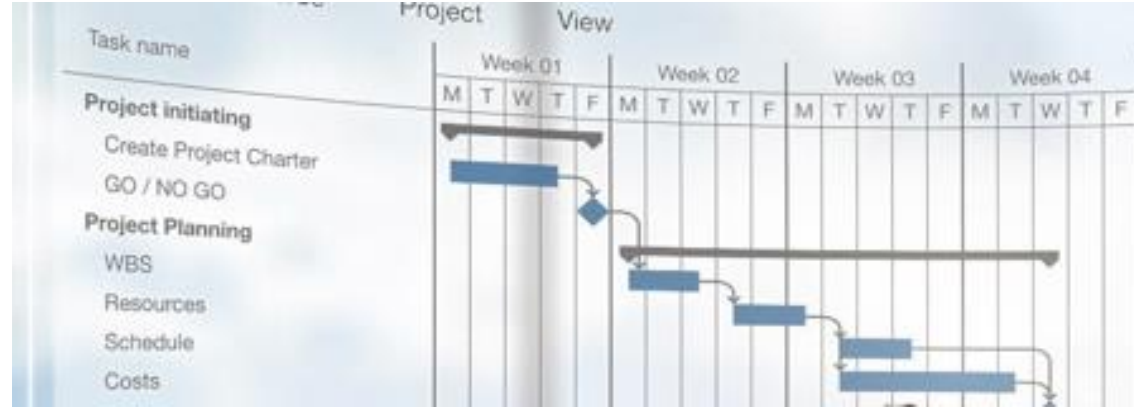 Project View
Task name
Week 01 Week 02 Week 03 Week 04
M T W T F M T W T F M T W T F M T W T F
Project initiating
Create Project Charter
GO / NO GO
Project Planning
WBS
Resources
Schedule
Costs